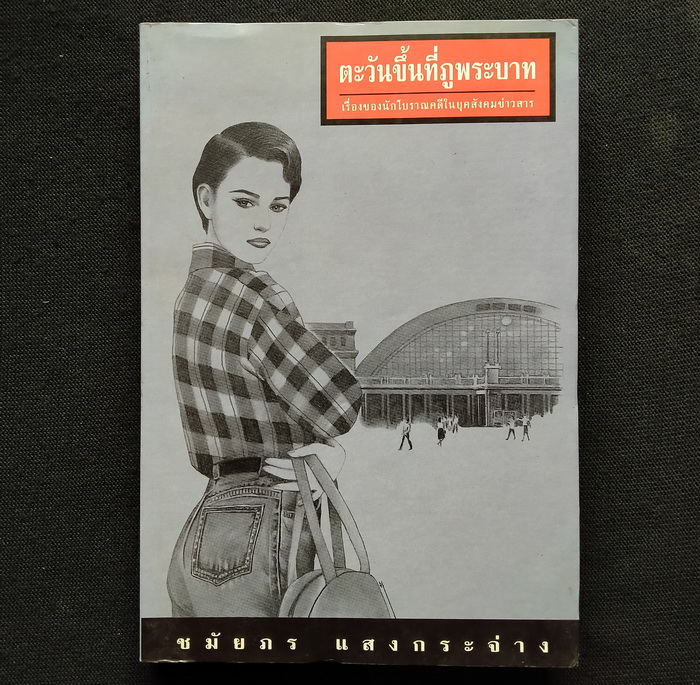 ตะวันขึ้นที่ภูพระบาท
เรื่องของนักโบราณคดีในยุคสังคมข่าวสาร
ชมัยภร แสงกระจ่าง